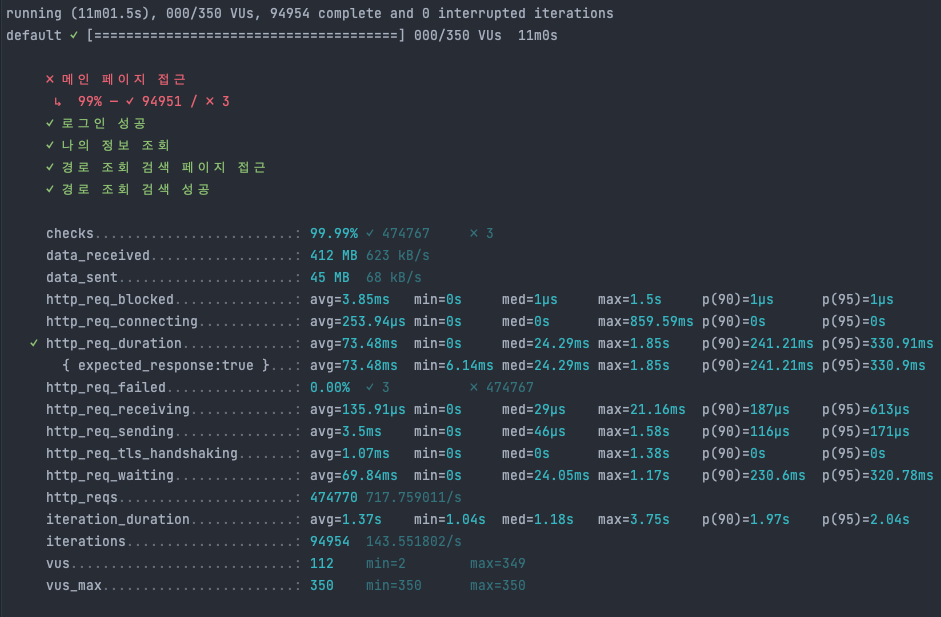 running (11m01.5s), 000/350 VUs, 94954 complete and 0 interrupted iterations
default ✓ [======================================] 000/350 VUs  11m0s
✗ 메인 페이지 접근
↳  99% — ✓ 94951 / ✗ 3
✓ 로그인 성공
✓ 나의 정보 조회
✓ 경로 조회 검색 페이지 접근
✓ 경로 조회 검색 성공
checks.........................: 99.99% ✓ 474767     ✗ 3
data_received..................: 412 MB 623 kB/s
data_sent......................: 45 MB  68 kB/s
http_req_blocked...............: avg=3.85ms   min=0s     med=1µs     max=1.5s     p(90)=1µs      p(95)=1µs
http_req_connecting............: avg=253.94µs min=0s     med=0s      max=859.59ms p(90)=0s       p(95)=0s
✓ http_req_duration..............: avg=73.48ms  min=0s     med=24.29ms max=1.85s    p(90)=241.21ms p(95)=330.91ms
{ expected_response:true }...: avg=73.48ms  min=6.14ms med=24.29ms max=1.85s    p(90)=241.21ms p(95)=330.9ms
http_req_failed................: 0.00%  ✓ 3          ✗ 474767
http_req_receiving.............: avg=135.91µs min=0s     med=29µs    max=21.16ms  p(90)=187µs    p(95)=613µs
http_req_sending...............: avg=3.5ms    min=0s     med=46µs    max=1.58s    p(90)=116µs    p(95)=171µs
http_req_tls_handshaking.......: avg=1.07ms   min=0s     med=0s      max=1.38s    p(90)=0s       p(95)=0s
http_req_waiting...............: avg=69.84ms  min=0s     med=24.05ms max=1.17s    p(90)=230.6ms  p(95)=320.78ms
http_reqs......................: 474770 717.759011/s
iteration_duration.............: avg=1.37s    min=1.04s  med=1.18s   max=3.75s    p(90)=1.97s    p(95)=2.04s
iterations.....................: 94954  143.551802/s
vus............................: 112    min=2        max=349
vus_max........................: 350    min=350      max=350